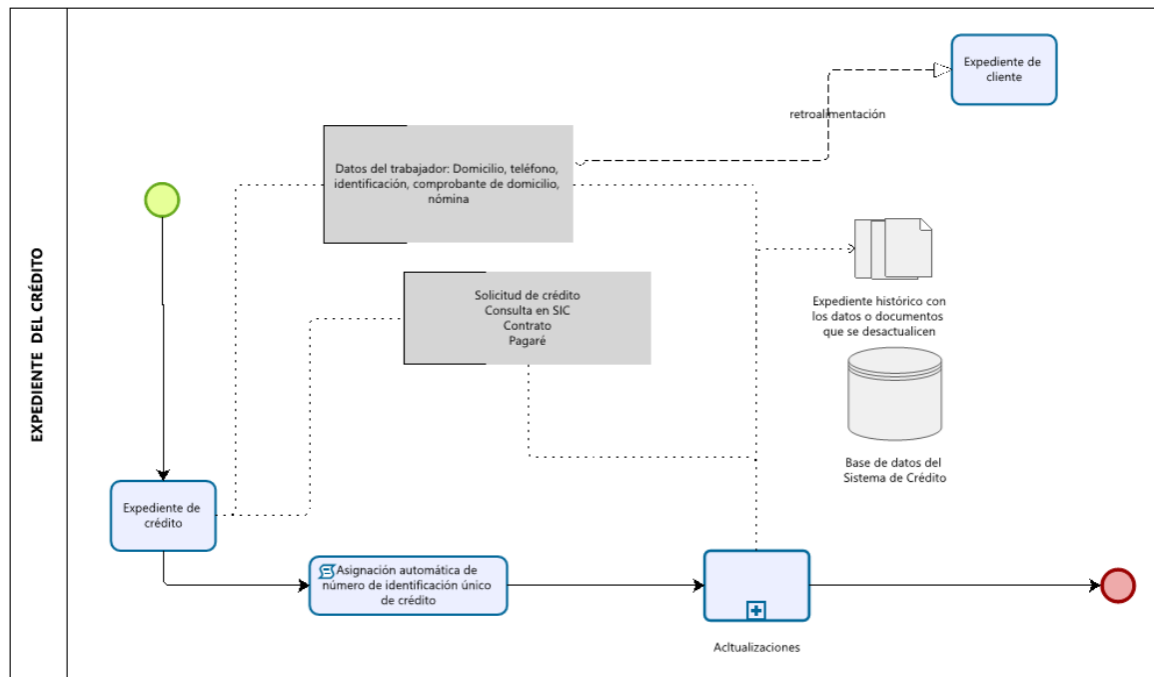 EXPEDIENTE DEL CRÉDITO
Expediente de
cliente
retroalimentación
Datos del trabajador: Domicilio, teléfono,
identificación, comprobante de domicilio,
nómina
Solicitud de crédito
Consulta en SIC
Contrato
Pagaré
Expediente histórico con
los datos o documentos
que se desactualicen
Base de datos del
Sistema de Crédito
Expediente de
crédito
Asignación automática de
número de identificación único
de crédito
Acltualizaciones